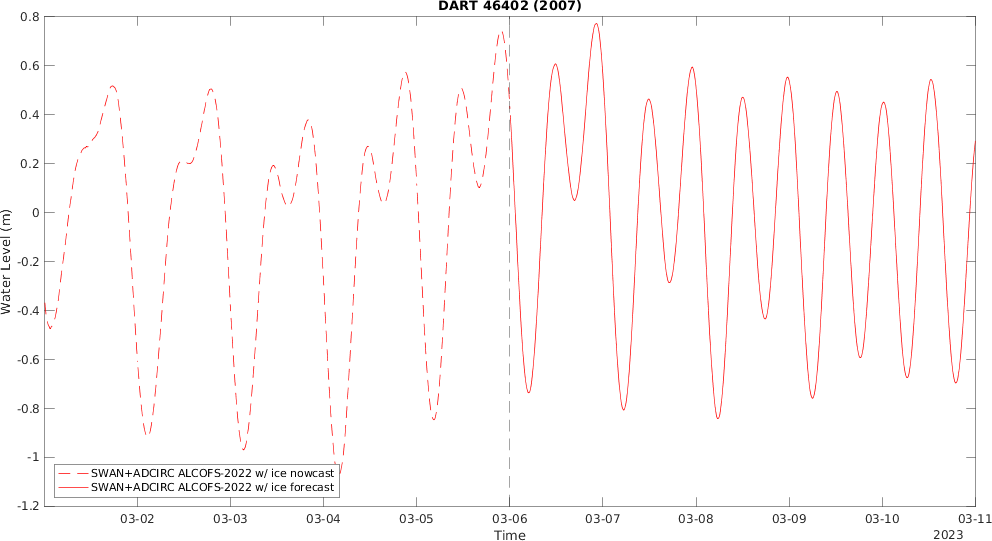 DART 46402 (2007)
0.8
0.6
0.4
0.2
0
-0.2
-0.4
-0.6
-0.8
-1
-1.2
Water Level (m)
SWAN+ADCIRC ALCOFS-2022 w/ ice nowcast
SWAN+ADCIRC ALCOFS-2022 w/ ice forecast
03-02 03-03 03-04 03-05 03-06 03-07 03-08 03-09 03-10 03-11
Time
2023